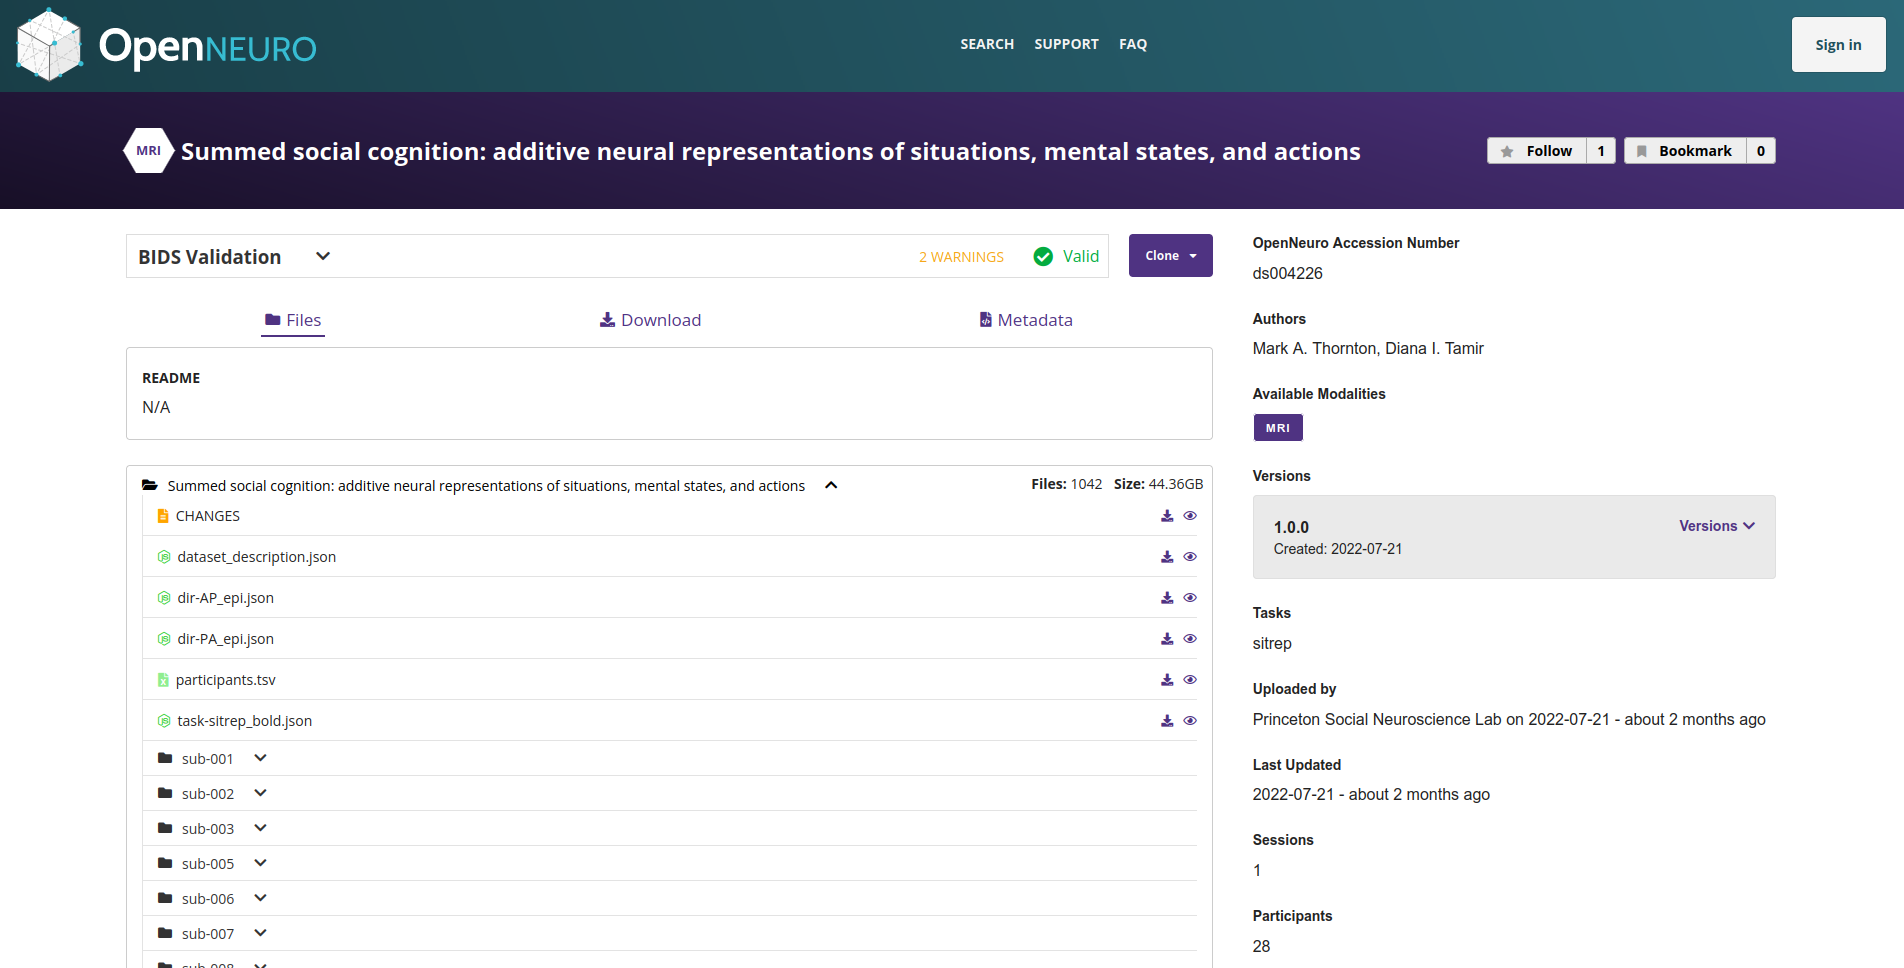 OpenNEURO
SEARCH SUPPORT FAQ
Sign in
MRI Summed social cognition: additive neural representations of situations, mental states, and actions
Follow 1 Bookmark 0
BIDS Validation 2 WARNINGS Valid
Clone
Files Download Metadata
README
N/A
Summed social cognition: additive neural representations of situations, mental states, and actions Files: 1042 Size: 44.36GB
CHANGES
dataset_description.json
dir-AP_epi.json
dir-PA_epi.json
participants.tsv
task-sitrep_bold.json
sub-001
sub-002
sub-003
sub-005
sub-006
sub-007
sub-008
OpenNeuro Accession Number
ds004226
Authors
Mark A. Thornton, Diana I. Tamir
Available Modalities
MRI
Versions
1.0.0 Versions
Created: 2022-07-21
Tasks
sitrep
Uploaded by
Princeton Social Neuroscience Lab on 2022-07-21 - about 2 months ago
Last Updated
2022-07-21 - about 2 months ago
Sessions
1
Participants
28